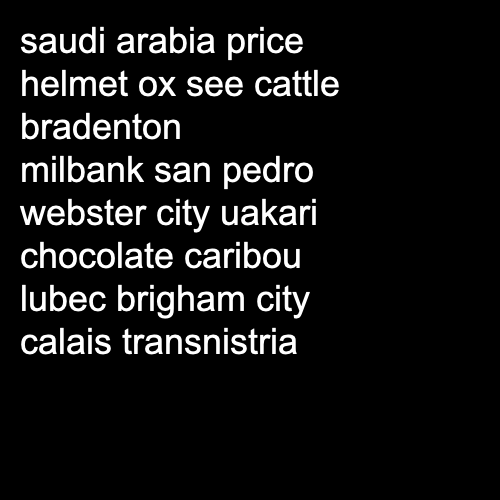 saudi arabia price
helmet ox see cattle
bradenton
milbank san pedro
webster city uakari
chocolate caribou
lubec brigham city
calais transnistria